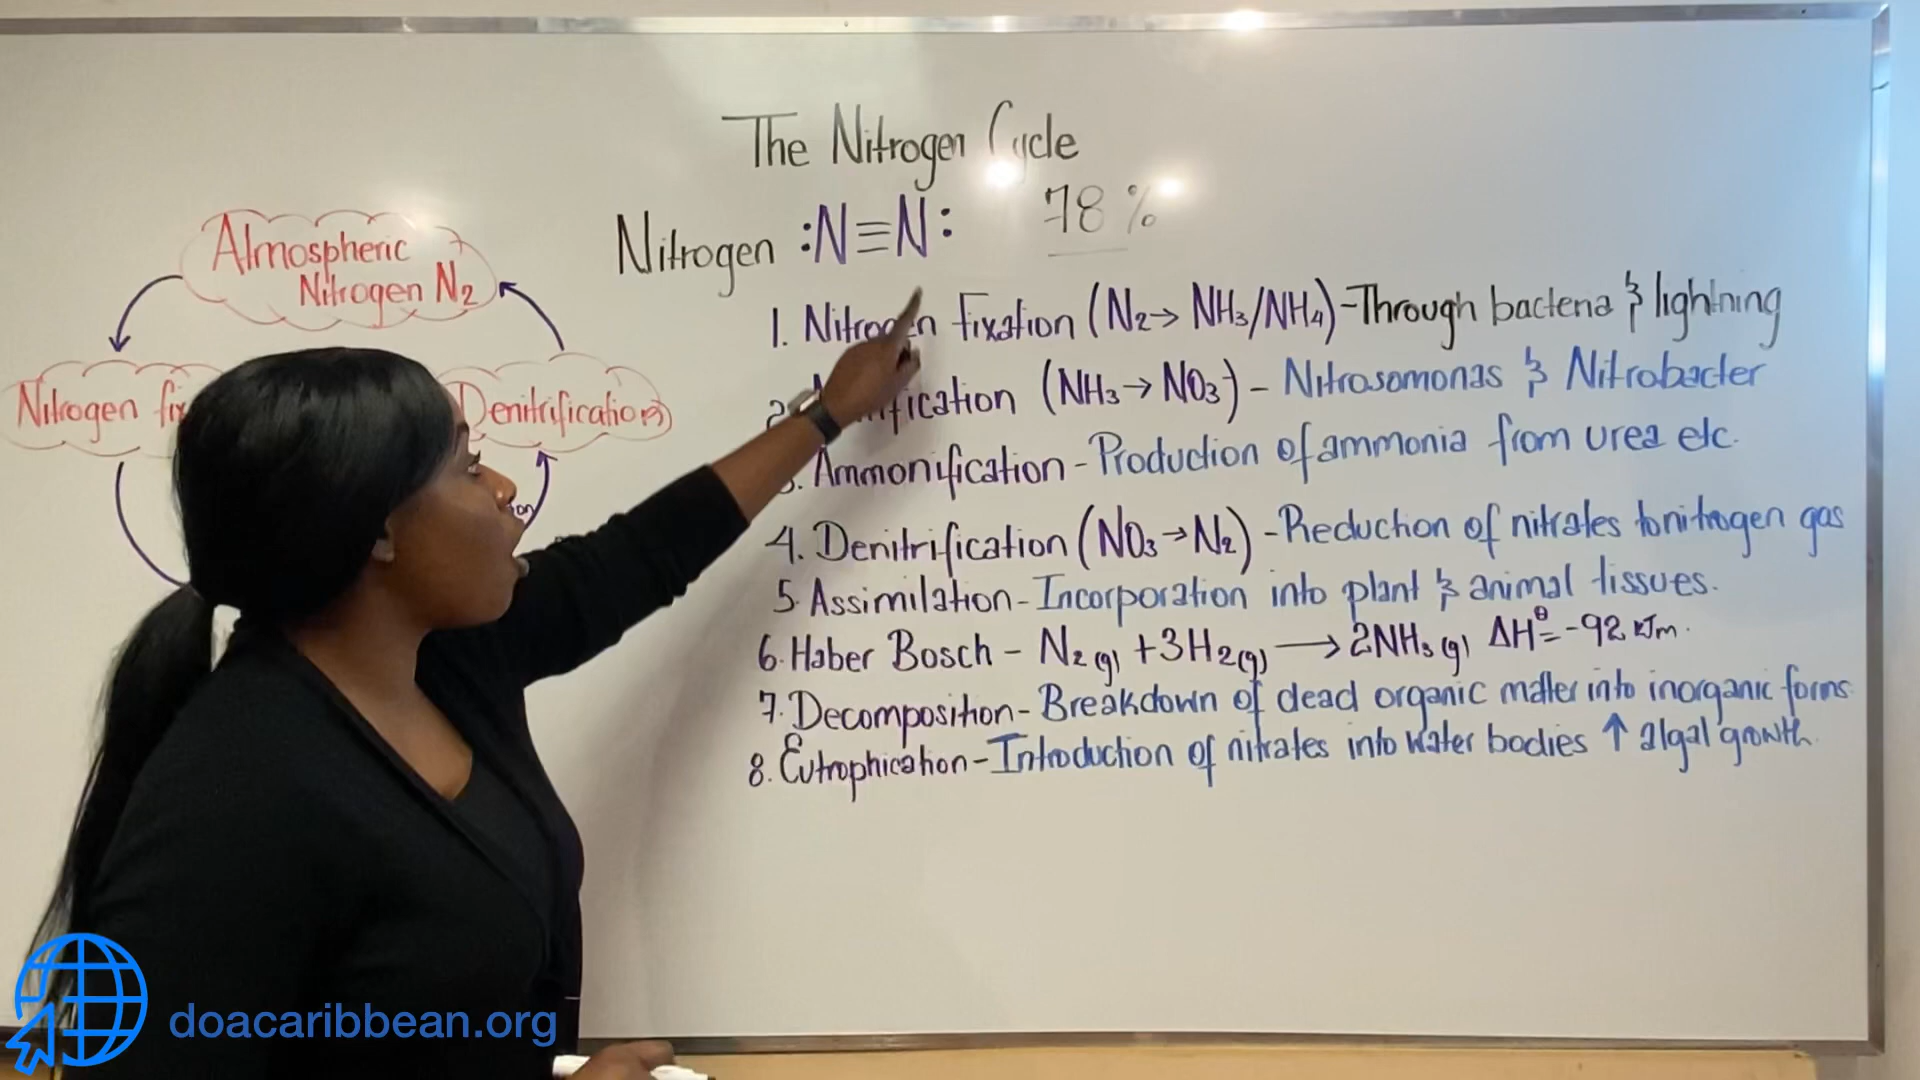 The Nitrogen Cycle
Nitrogen :N≡N: 78%
Atmospheric
Nitrogen N₂
Nitrogen fix
Denitrification
1. Nitrogen fixation (N₂→ NH₃/NH₄)-Through bacteria & lightning
2. fication (NH₃→ NO₃) - Nitrosomonas & Nitrobacter
3. Ammonification - Production of ammonia from urea etc.
4. Denitrification (NO₃→N₂) - Reduction of nitrates to nitrogen gas
5. Assimilation - Incorporation into plant & animal tissues.
6. Haber Bosch - N₂(g) + 3H₂(g) → 2NH₃(g) ΔH^θ= -92 kJm.
7. Decomposition - Breakdown of dead organic matter into inorganic forms
8. Eutrophication - Introduction of nitrates into water bodies ↑ algal growth.
doacaribbean.org